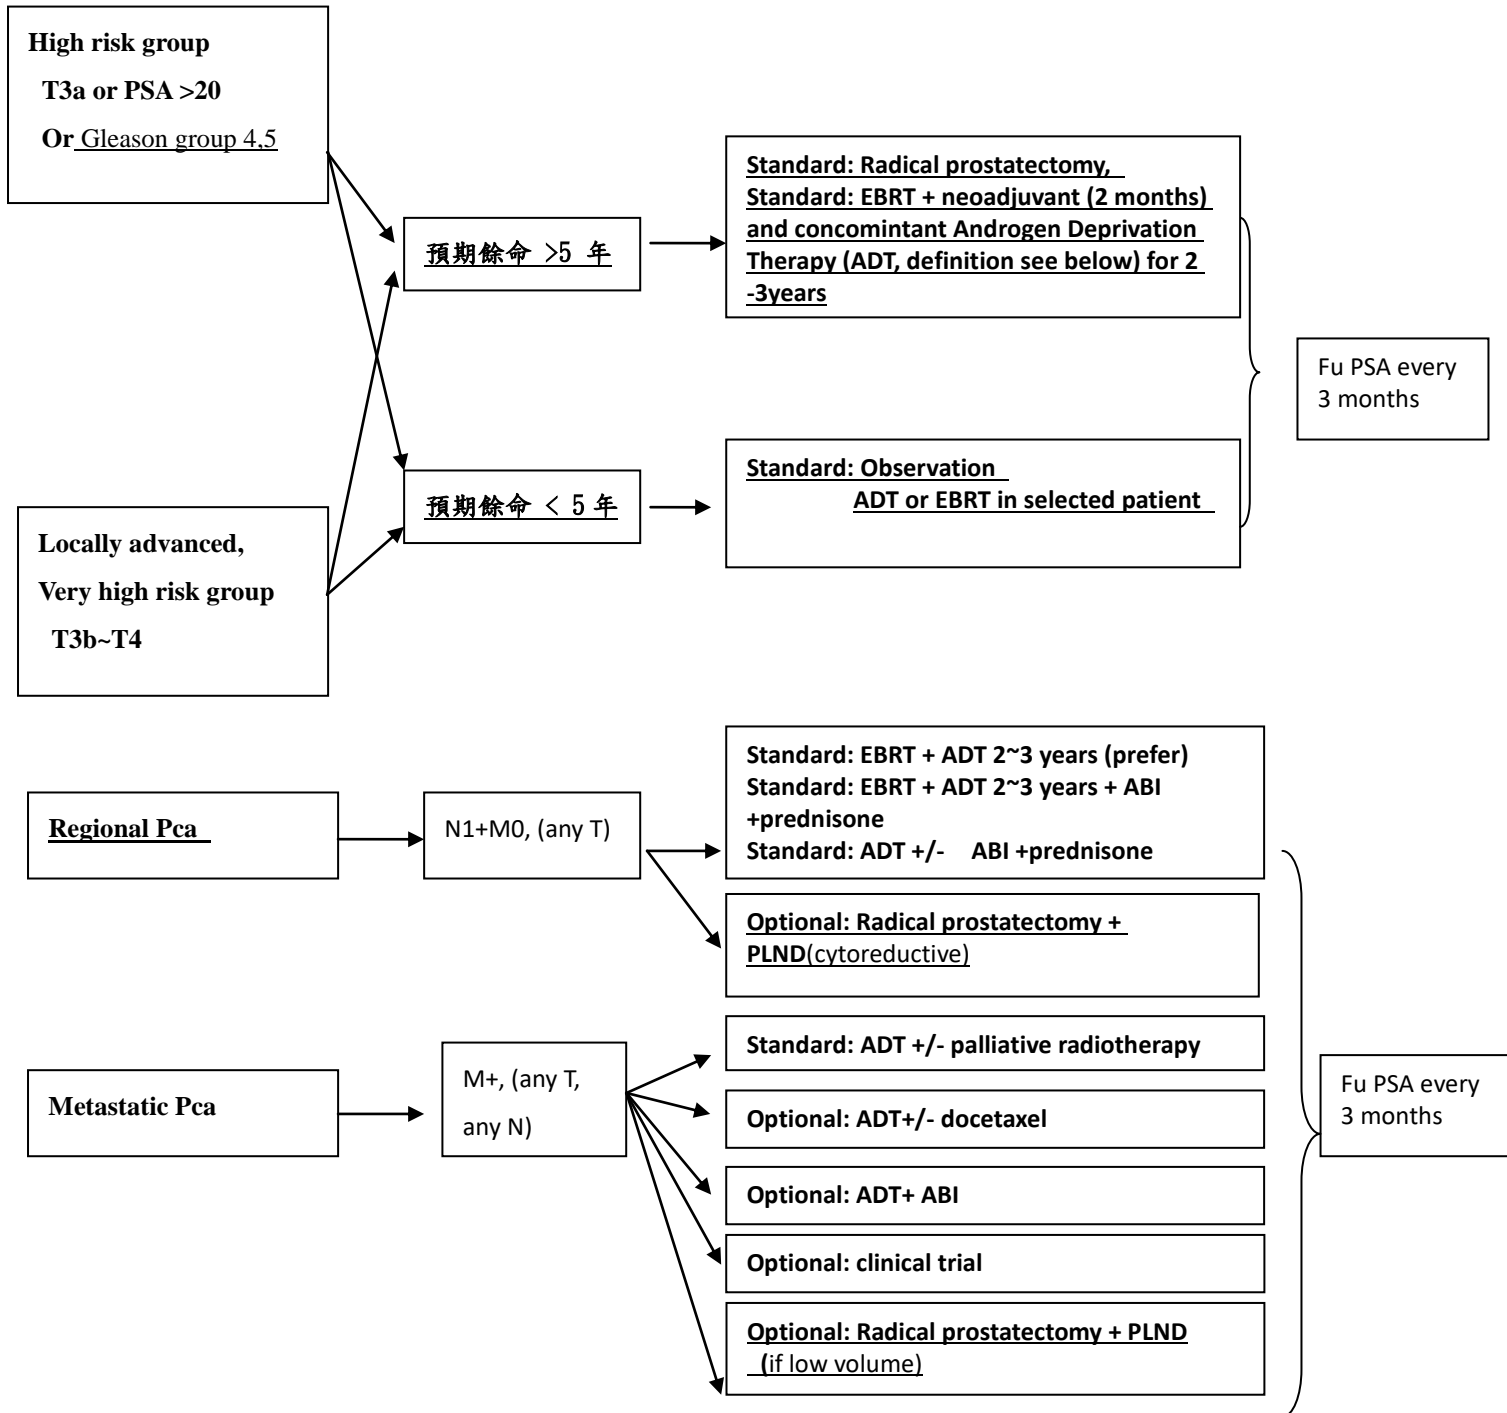 High risk group
T3a or PSA >20
Or Gleason group 4,5
Standard: Radical prostatectomy,
Standard: EBRT + neoadjuvant (2 months)
and concomintant Androgen Deprivation
Therapy (ADT, definition see below) for 2
-3years
預期餘命 >5 年
Fu PSA every
3 months
預期餘命 < 5 年
Standard: Observation
ADT or EBRT in selected patient
Locally advanced,
Very high risk group
T3b~T4
Regional Pca
N1+M0, (any T)
Standard: EBRT + ADT 2~3 years (prefer)
Standard: EBRT + ADT 2~3 years + ABI
+prednisone
Standard: ADT +/- ABI +prednisone
Optional: Radical prostatectomy +
PLND(cytoreductive)
Metastatic Pca
M+, (any T,
any N)
Standard: ADT +/- palliative radiotherapy
Optional: ADT+/- docetaxel
Optional: ADT+ ABI
Optional: clinical trial
Optional: Radical prostatectomy + PLND
(if low volume)
Fu PSA every
3 months